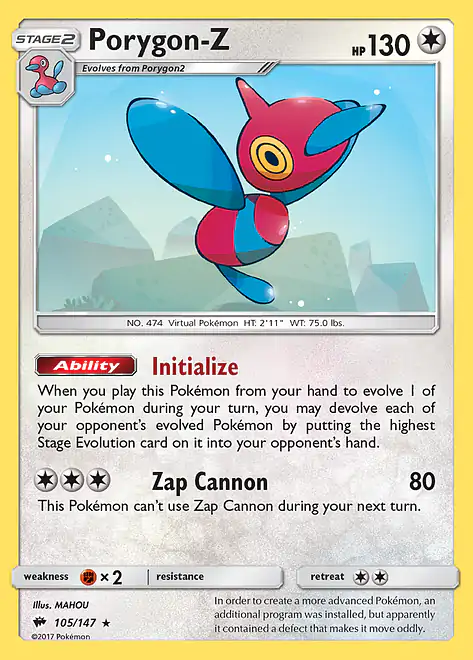 STAGE2
Porygon-Z
HP 130
Evolves from Porygon2
NO. 474 Virtual Pokémon HT: 2'11" WT: 75.0 lbs.
Ability Initialize
When you play this Pokémon from your hand to evolve 1 of
your Pokémon during your turn, you may devolve each of
your opponent's evolved Pokémon by putting the highest
Stage Evolution card on it into your opponent's hand.
Zap Cannon 80
This Pokémon can't use Zap Cannon during your next turn.
weakness × 2 resistance retreat
Illus. MAHOU
105/147 ★
©2017 Pokémon
In order to create a more advanced Pokémon, an
additional program was installed, but apparently
it contained a defect that makes it move oddly.